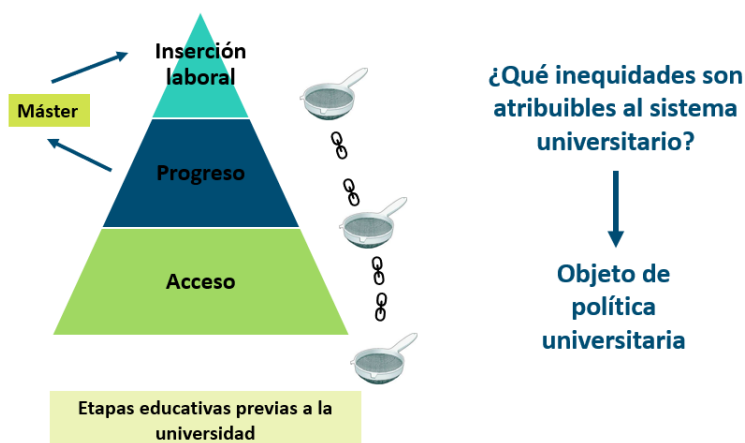 Inserción
laboral
Máster
Progreso
Acceso
Etapas educativas previas a la
universidad
¿Qué inequidades son
atribuibles al sistema
universitario?
Objeto de
política
universitaria